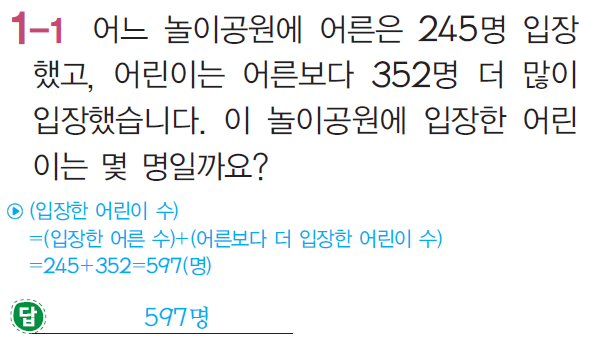 1-1 어느 놀이공원에 어른은 245명 입장
했고, 어린이는 어른보다 352명 더 많이
입장했습니다. 이 놀이공원에 입장한 어린
이는 몇 명일까요?
(입장한 어린이 수)
=(입장한 어른 수)+(어른보다 더 입장한 어린이 수)
=245+352=597(명)
답 597명